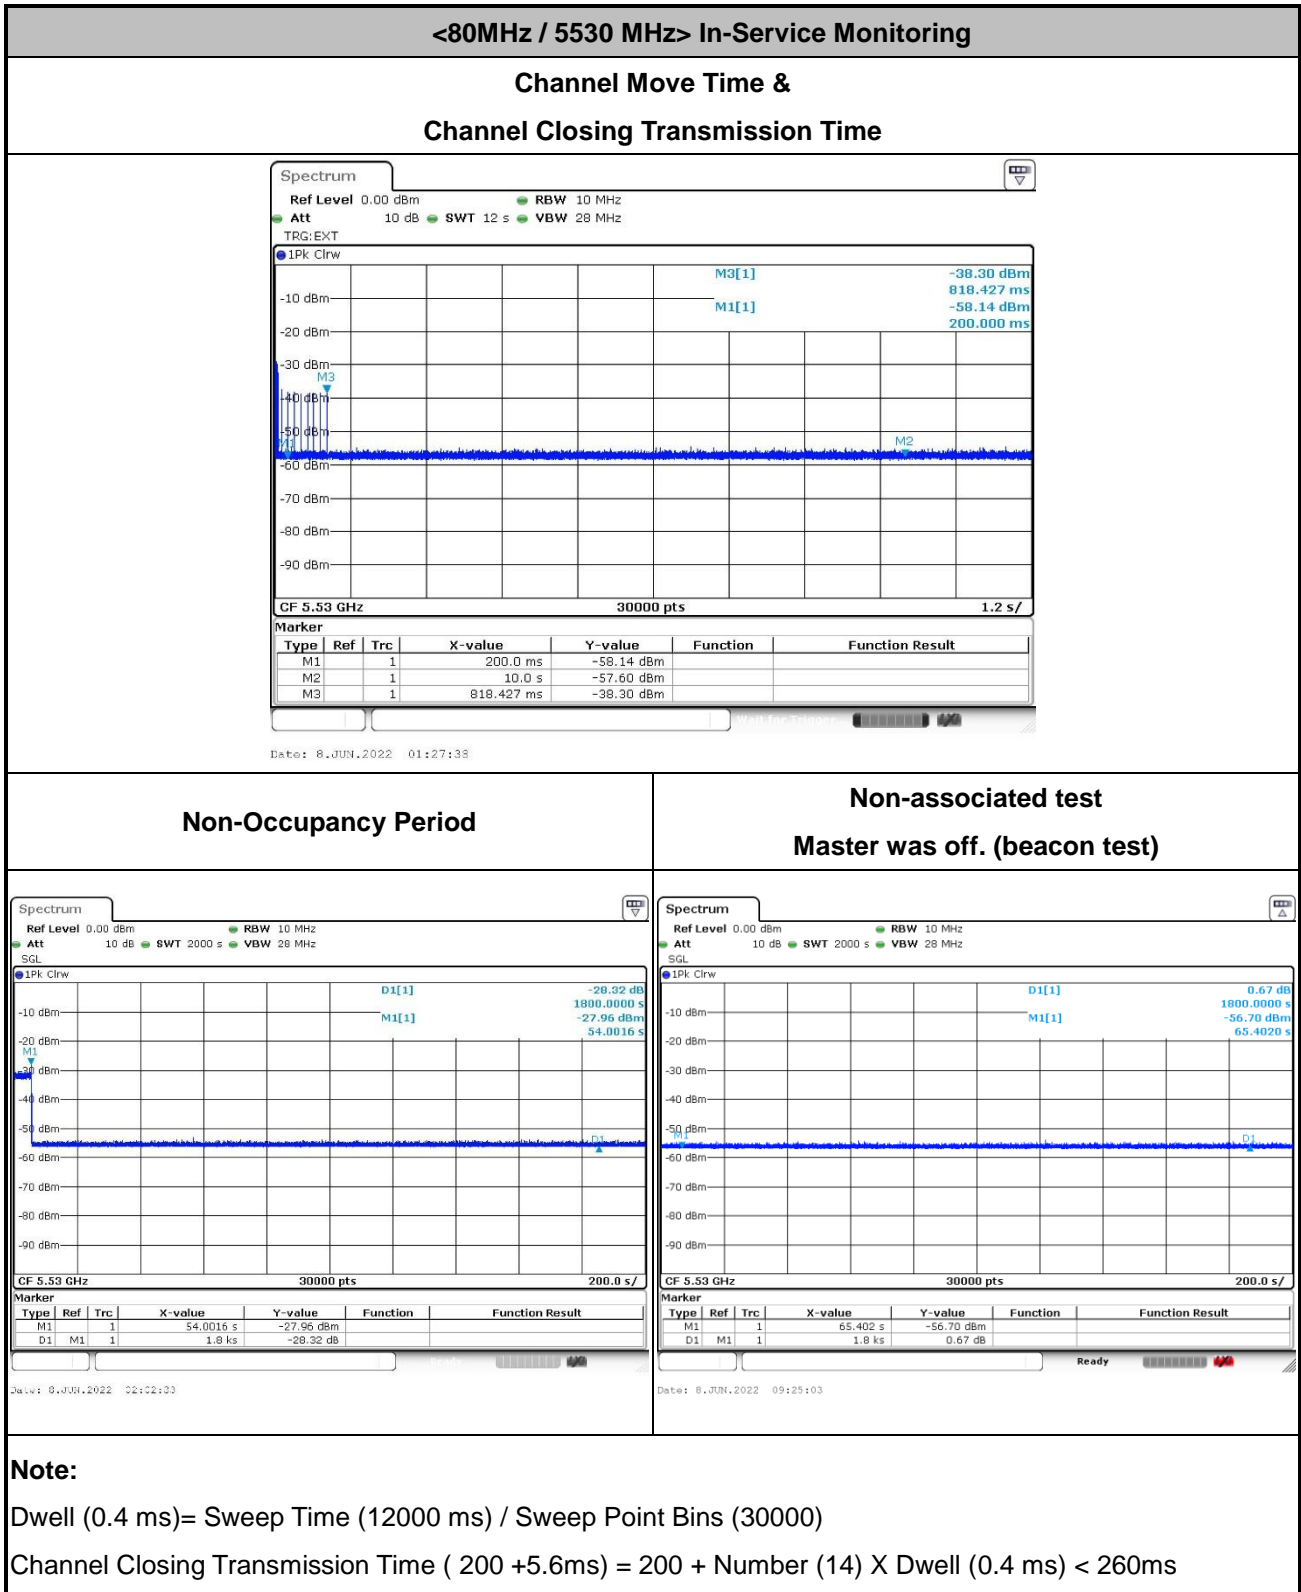 <80MHz / 5530 MHz> In-Service Monitoring
Channel Move Time &
Channel Closing Transmission Time
Spectrum
Ref Level 0.00 dBm RBW 10 MHz
Att 10 dB SWT 12 s VBW 28 MHz
TRG:EXT
1Pk Clrw
M3[1] -38.30 dBm
818.427 ms
M1[1] -58.14 dBm
200.000 ms
-10 dBm
-20 dBm
-30 dBm
M3
-40 dBm
-50 dBm
M1
M2
-60 dBm
-70 dBm
-80 dBm
-90 dBm
CF 5.53 GHz 30000 pts 1.2 s/
Marker
Type Ref Trc X-value Y-value Function Function Result
M1 1 200.0 ms -58.14 dBm
M2 1 10.0 s -57.60 dBm
M3 1 818.427 ms -38.30 dBm
Wait for Trigger
Date: 8.JUN.2022 01:27:38
Non-Occupancy Period
Spectrum
Ref Level 0.00 dBm RBW 10 MHz
Att 10 dB SWT 2000 s VBW 28 MHz
SGL
1Pk Clrw
D1[1] -28.32 dB
1800.0000 s
M1[1] -27.96 dBm
54.0016 s
-10 dBm
-20 dBm
M1
-30 dBm
-40 dBm
-50 dBm
D1
-60 dBm
-70 dBm
-80 dBm
-90 dBm
CF 5.53 GHz 30000 pts 200.0 s/
Marker
Type Ref Trc X-value Y-value Function Function Result
M1 1 54.0016 s -27.96 dBm
D1 M1 1 1.8 ks -28.32 dB
Ready
Date: 8.JUN.2022 02:02:33
Non-associated test
Master was off. (beacon test)
Spectrum
Ref Level 0.00 dBm RBW 10 MHz
Att 10 dB SWT 2000 s VBW 28 MHz
SGL
1Pk Clrw
D1[1] 0.67 dB
1800.0000 s
M1[1] -56.70 dBm
65.4020 s
-10 dBm
-20 dBm
-30 dBm
-40 dBm
-50 dBm
M1
D1
-60 dBm
-70 dBm
-80 dBm
-90 dBm
CF 5.53 GHz 30000 pts 200.0 s/
Marker
Type Ref Trc X-value Y-value Function Function Result
M1 1 65.402 s -56.70 dBm
D1 M1 1 1.8 ks 0.67 dB
Ready
Date: 8.JUN.2022 09:25:03
Note:
Dwell (0.4 ms)= Sweep Time (12000 ms) / Sweep Point Bins (30000)
Channel Closing Transmission Time ( 200 +5.6ms) = 200 + Number (14) X Dwell (0.4 ms) < 260ms